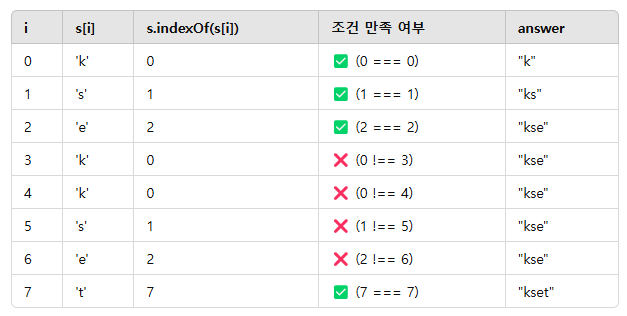 i s[i] s.indexOf(s[i]) 조건 만족 여부 answer
0 'k' 0 ✅ (0 === 0) "k"
1 's' 1 ✅ (1 === 1) "ks"
2 'e' 2 ✅ (2 === 2) "kse"
3 'k' 0 ❌ (0 !== 3) "kse"
4 'k' 0 ❌ (0 !== 4) "kse"
5 's' 1 ❌ (1 !== 5) "kse"
6 'e' 2 ❌ (2 !== 6) "kse"
7 't' 7 ✅ (7 === 7) "kset"